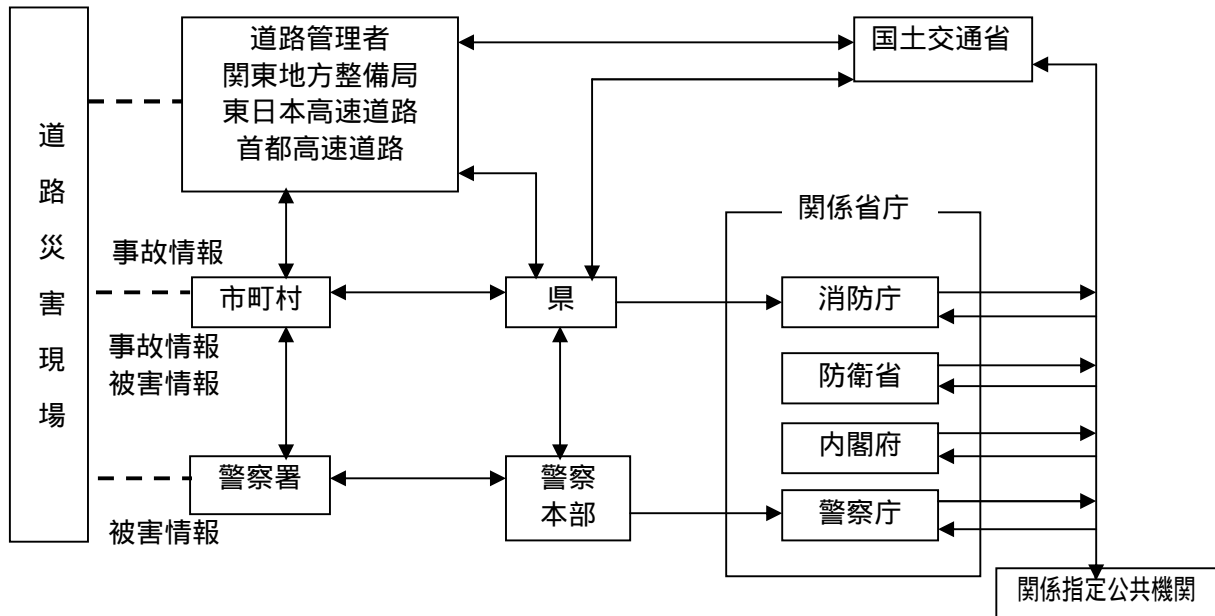 道路災害現場
道路管理者
関東地方整備局
東日本高速道路
首都高速道路
国土交通省
関係省庁
事故情報
市町村
県
消防庁
事故情報
被害情報
防衛省
内閣府
警察署
警察
本部
警察庁
被害情報
関係指定公共機関